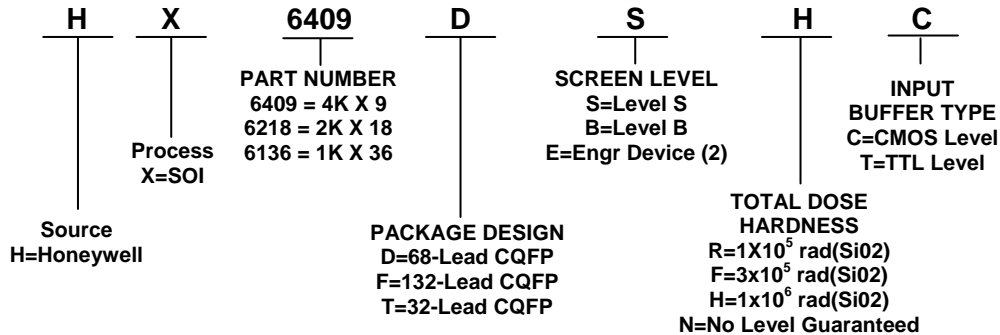 H X 6409 D S H C
PART NUMBER
6409 = 4K X 9
6218 = 2K X 18
6136 = 1K X 36
SCREEN LEVEL
S=Level S
B=Level B
E=Engr Device (2)
INPUT
BUFFER TYPE
C=CMOS Level
T=TTL Level
Process
X=SOI
Source
H=Honeywell
PACKAGE DESIGN
D=68-Lead CQFP
F=132-Lead CQFP
T=32-Lead CQFP
TOTAL DOSE
HARDNESS
R=1X10⁵ rad(Si02)
F=3x10⁵ rad(Si02)
H=1x10⁶ rad(Si02)
N=No Level Guaranteed